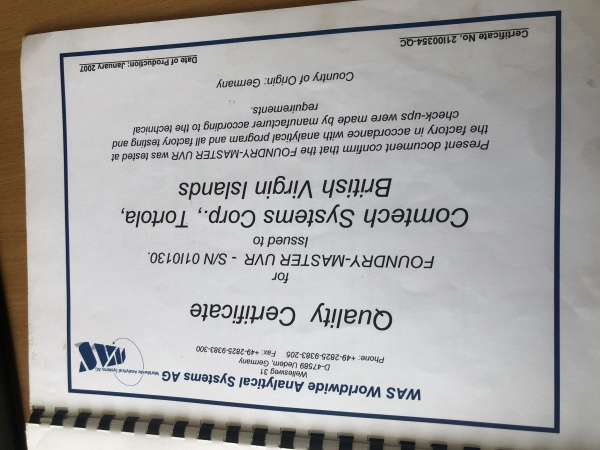 WAS Worldwide Analytical Systems AG
Wellesweg 31
D-47589 Uedem, Germany
Phone: +49-2825-9383-205 Fax: +49-2825-9383-300
WAS
Worldwide Analytical Systems AG
Quality Certificate
for
FOUNDRY-MASTER UVR - S/N 01I0130.
Issued to
Comtech Systems Corp., Tortola,
British Virgin Islands
Present document confirm that the FOUNDRY-MASTER UVR was tested at
the factory in accordance with analytical program and all factory testing and
check-ups were made by manufacturer according to the technical
requirements.
Country of Origin: Germany
Certificate No. 21I00354-QC
Date of Production: January 2007